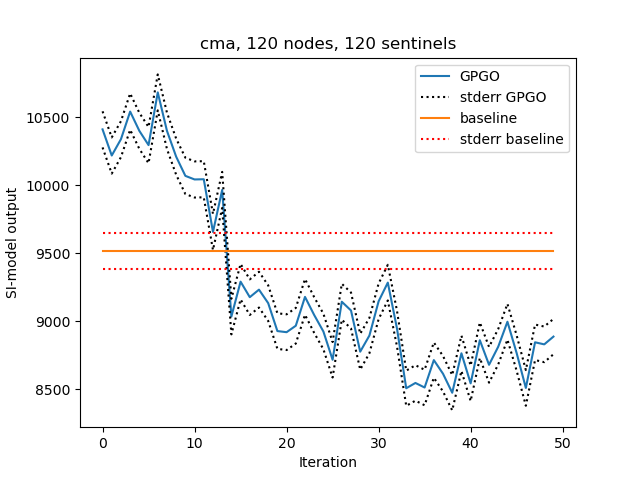 cma, 120 nodes, 120 sentinels
GPGO
stderr GPGO
baseline
stderr baseline
SI-model output
10500
10000
9500
9000
8500
0 10 20 30 40 50
Iteration